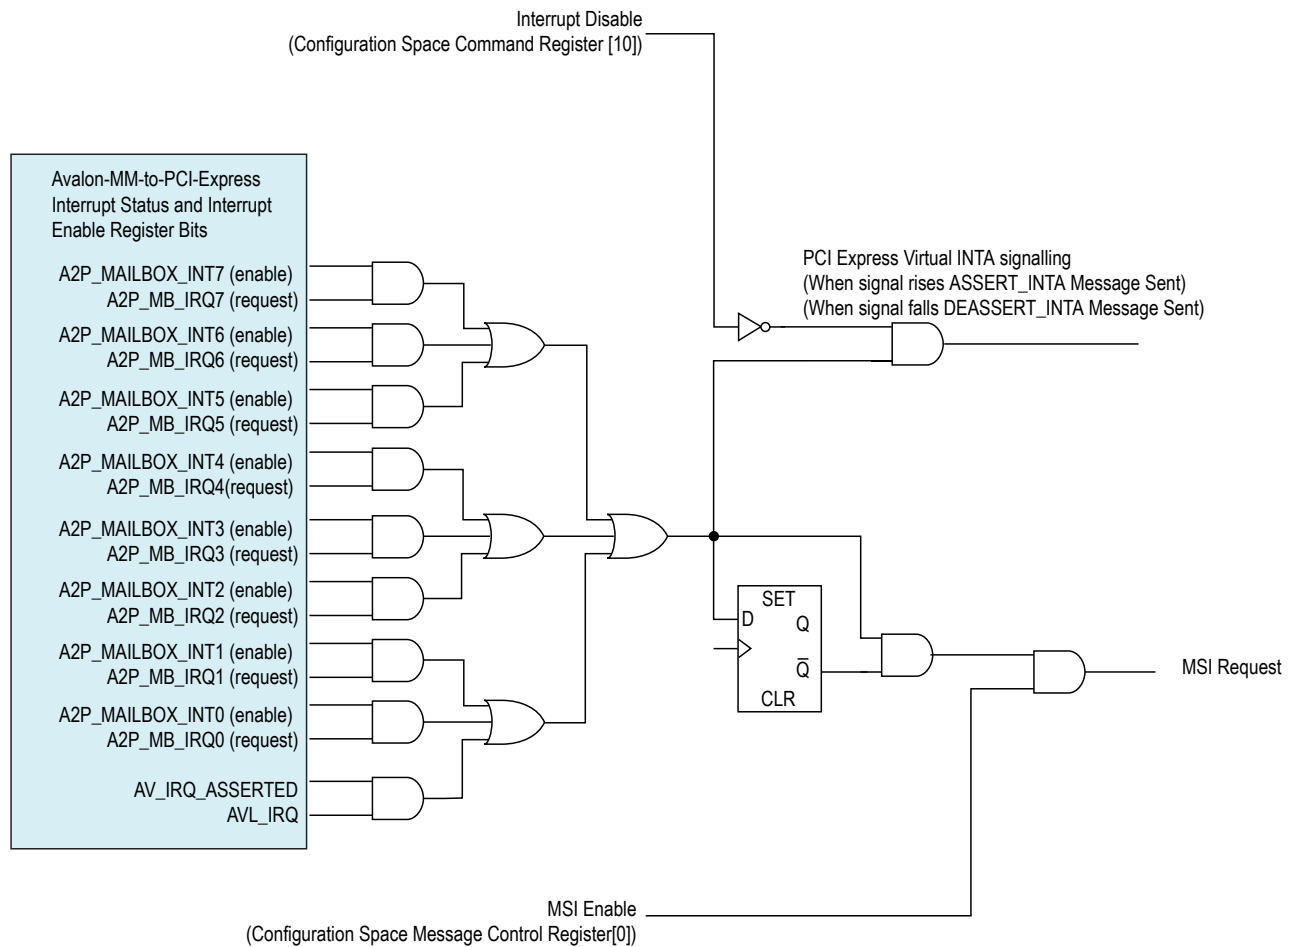 Interrupt Disable
(Configuration Space Command Register [10])
Avalon-MM-to-PCI-Express
Interrupt Status and Interrupt
Enable Register Bits
A2P_MAILBOX_INT7 (enable)
A2P_MB_IRQ7 (request)
A2P_MAILBOX_INT6 (enable)
A2P_MB_IRQ6 (request)
A2P_MAILBOX_INT5 (enable)
A2P_MB_IRQ5 (request)
A2P_MAILBOX_INT4 (enable)
A2P_MB_IRQ4(request)
A2P_MAILBOX_INT3 (enable)
A2P_MB_IRQ3 (request)
A2P_MAILBOX_INT2 (enable)
A2P_MB_IRQ2 (request)
A2P_MAILBOX_INT1 (enable)
A2P_MB_IRQ1 (request)
A2P_MAILBOX_INT0 (enable)
A2P_MB_IRQ0 (request)
AV_IRQ_ASSERTED
AVL_IRQ
PCI Express Virtual INTA signalling
(When signal rises ASSERT_INTA Message Sent)
(When signal falls DEASSERT_INTA Message Sent)
SET
D
Q
Q̅
CLR
MSI Request
MSI Enable
(Configuration Space Message Control Register[0])